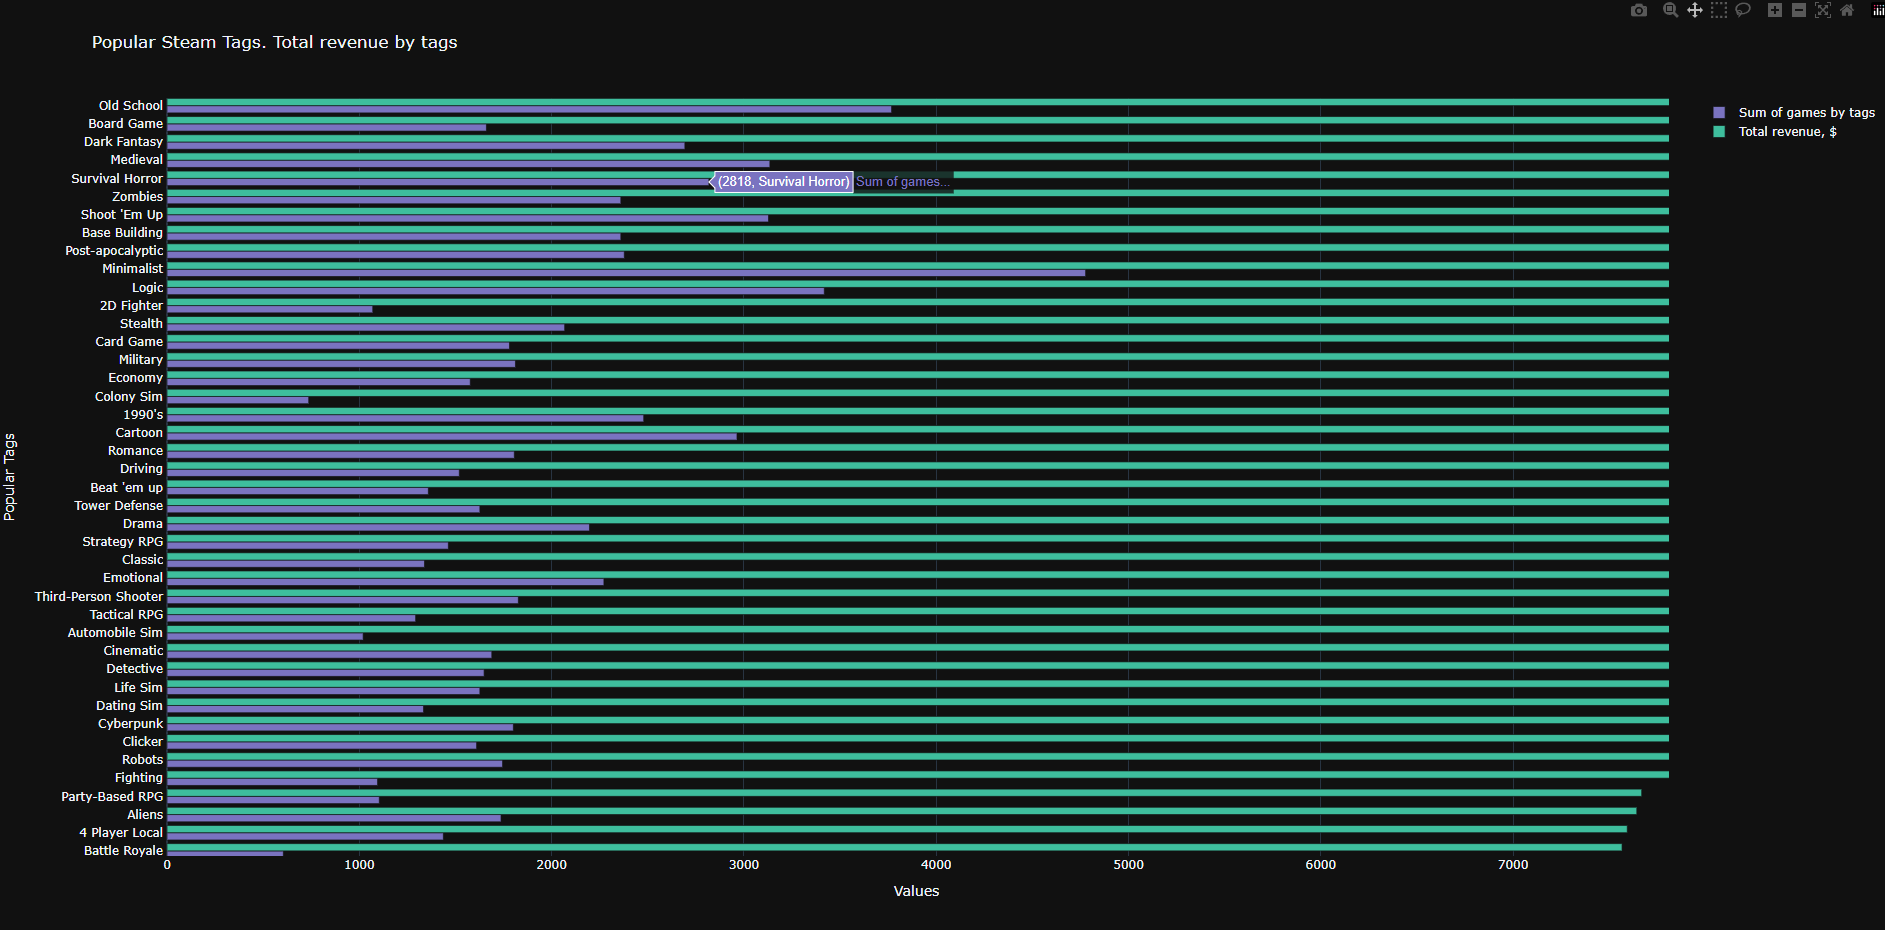 Popular Steam Tags. Total revenue by tags
Sum of games by tags
Total revenue, $
Old School
Board Game
Dark Fantasy
Medieval
Survival Horror
(2818, Survival Horror) Sum of games...
Zombies
Shoot 'Em Up
Base Building
Post-apocalyptic
Minimalist
Logic
2D Fighter
Stealth
Card Game
Military
Economy
Colony Sim
1990's
Cartoon
Romance
Driving
Beat 'em up
Tower Defense
Drama
Strategy RPG
Classic
Emotional
Third-Person Shooter
Tactical RPG
Automobile Sim
Cinematic
Detective
Life Sim
Dating Sim
Cyberpunk
Clicker
Robots
Fighting
Party-Based RPG
Aliens
4 Player Local
Battle Royale
Popular Tags
0 1000 2000 3000 4000 5000 6000 7000
Values